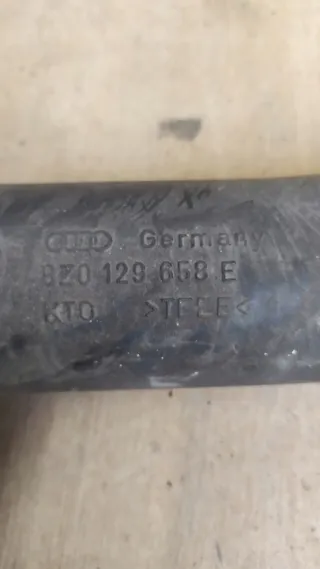 Germany
8Z0 129 658 E
KTO >TEEE<